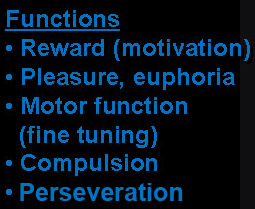 Functions
• Reward (motivation)
• Pleasure, euphoria
• Motor function
(fine tuning)
• Compulsion
• Perseveration